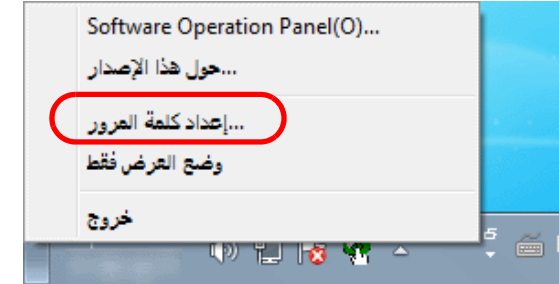 Software Operation Panel(O)...
حول هذا الإصدار...
إعداد كلمة المرور...
وضع العرض فقط
خروج